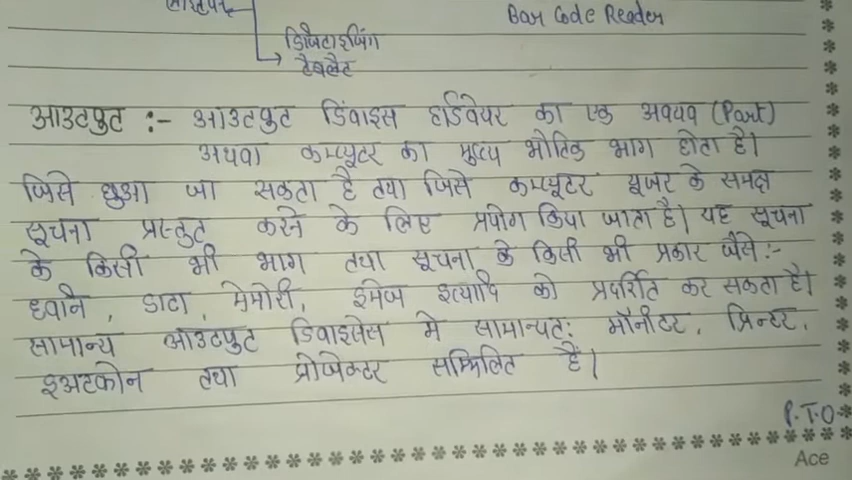 Bar Code Reader
डिजिटाइजिंग
टैबलैट
आउटपुट :- आउटपुट डिवाइस हार्डवेयर का एक अवयव (Part)
अथवा कम्प्यूटर का मुख्य भौतिक भाग होता है।
जिसे छुआ जा सकता है तथा जिसे कम्प्यूटर यूजर के समक्ष
सूचना प्रस्तुत करने के लिए प्रयोग किया जाता है। यह सूचना
के किसी भी भाग तथा सूचना के किसी भी प्रकार जैसे:-
ध्वनि, डाटा, मेमोरी, इमेज इत्यादि को प्रदर्शित कर सकता है।
सामान्य आउटपुट डिवाइसेस मे सामान्यत: मॉनीटर, प्रिन्टर,
इअरफोन तथा प्रोजेक्टर सम्मिलित हैं।
P.T.O
Ace